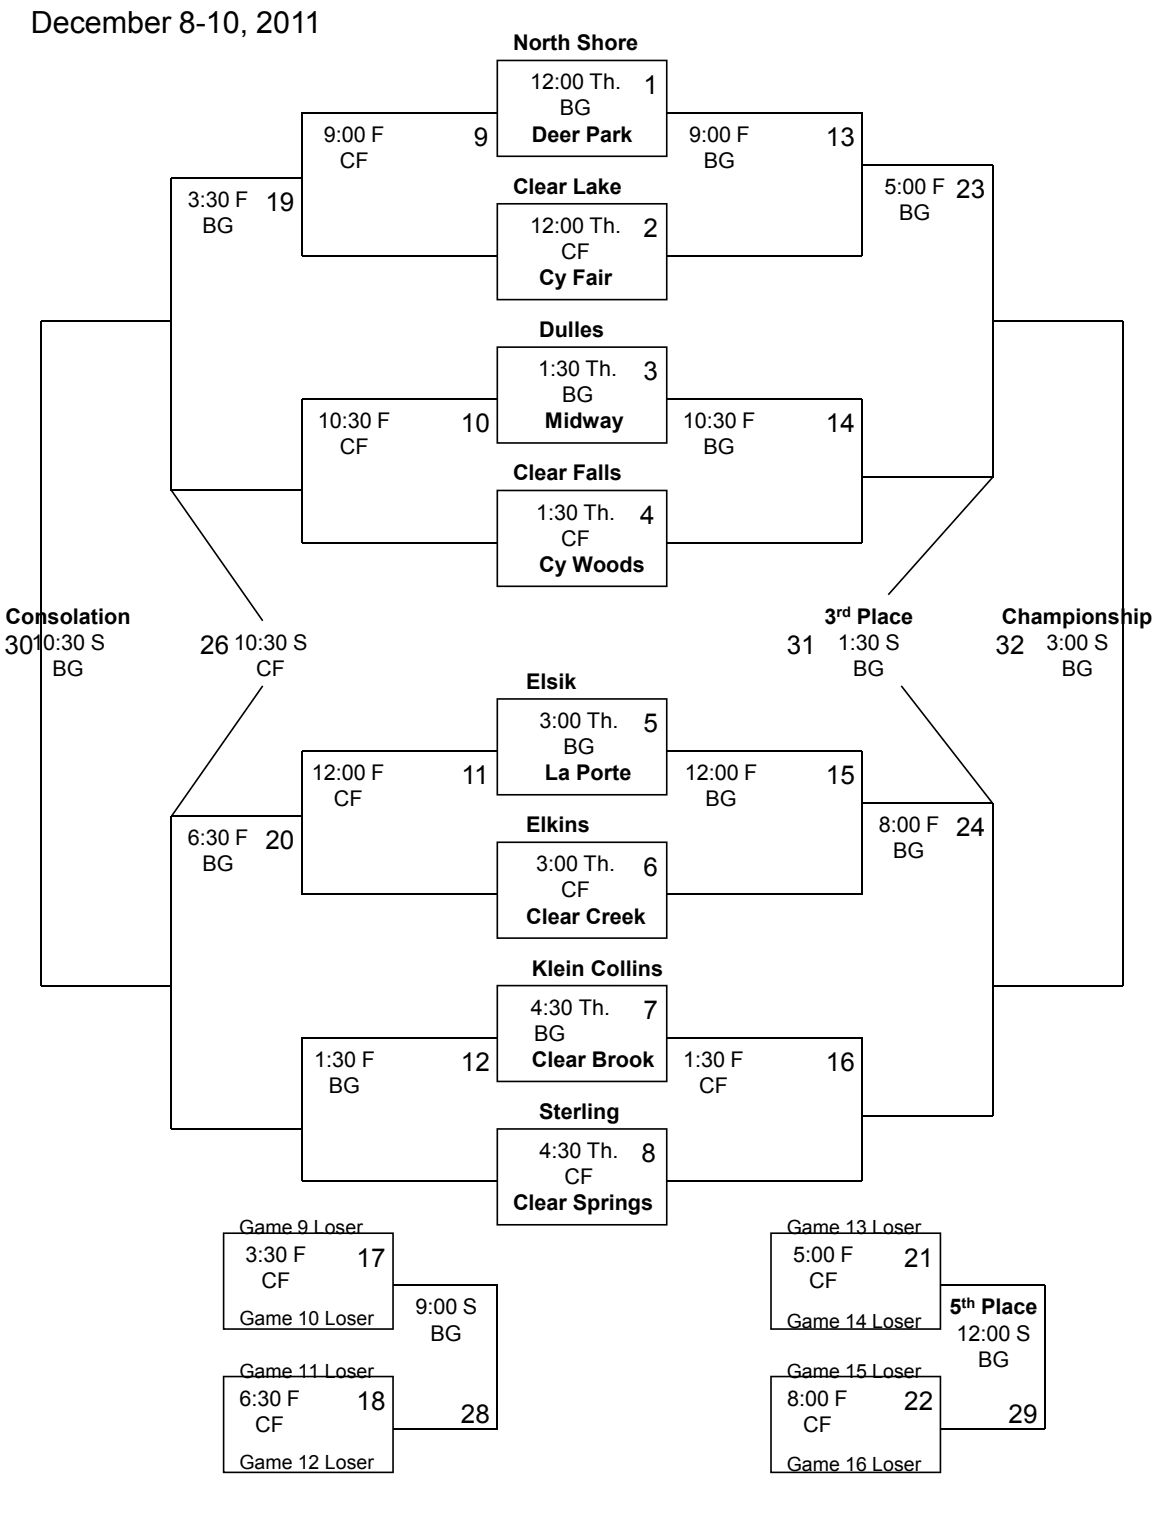 December 8-10, 2011
North Shore
12:00 Th. 1
BG
Deer Park
9:00 F 9
CF
9:00 F 13
BG
Clear Lake
12:00 Th. 2
CF
Cy Fair
3:30 F 19
BG
5:00 F 23
BG
Dulles
1:30 Th. 3
BG
Midway
10:30 F 10
CF
10:30 F 14
BG
Clear Falls
1:30 Th. 4
CF
Cy Woods
Consolation
30 10:30 S
BG
26 10:30 S
CF
3rd Place
31 1:30 S
BG
Championship
32 3:00 S
BG
Elsik
3:00 Th. 5
BG
La Porte
12:00 F 11
CF
12:00 F 15
BG
Elkins
3:00 Th. 6
CF
Clear Creek
6:30 F 20
BG
8:00 F 24
BG
Klein Collins
4:30 Th. 7
BG
Clear Brook
1:30 F 12
BG
1:30 F 16
CF
Sterling
4:30 Th. 8
CF
Clear Springs
Game 9 Loser
3:30 F 17
CF
Game 10 Loser
9:00 S
BG
28
Game 11 Loser
6:30 F 18
CF
Game 12 Loser
Game 13 Loser
5:00 F 21
CF
Game 14 Loser
5th Place
12:00 S
BG
29
Game 15 Loser
8:00 F 22
CF
Game 16 Loser